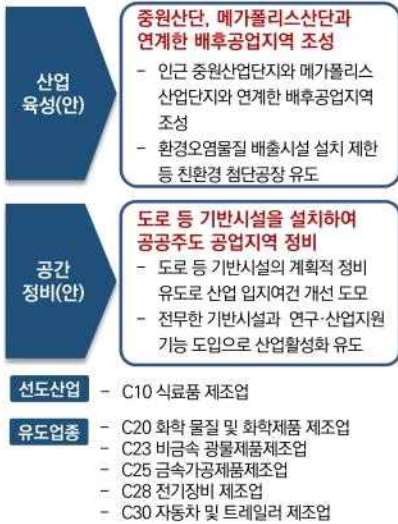 산업
육성(안)
중원산단, 메가폴리스산단과
연계한 배후공업지역 조성
- 인근 중원산업단지와 메가폴리스
산업단지와 연계한 배후공업지역
조성
- 환경오염물질 배출시설 설치 제한
등 친환경 첨단공장 유도
공간
정비(안)
도로 등 기반시설을 설치하여
공공주도 공업지역 정비
- 도로 등 기반시설의 계획적 정비
유도로 산업 입지여건 개선 도모
- 전무한 기반시설과 연구·산업지원
기능 도입으로 산업활성화 유도
선도산업 - C10 식료품 제조업
유도업종 - C20 화학 물질 및 화학제품 제조업
- C23 비금속 광물제품제조업
- C25 금속가공제품제조업
- C28 전기장비 제조업
- C30 자동차 및 트레일러 제조업